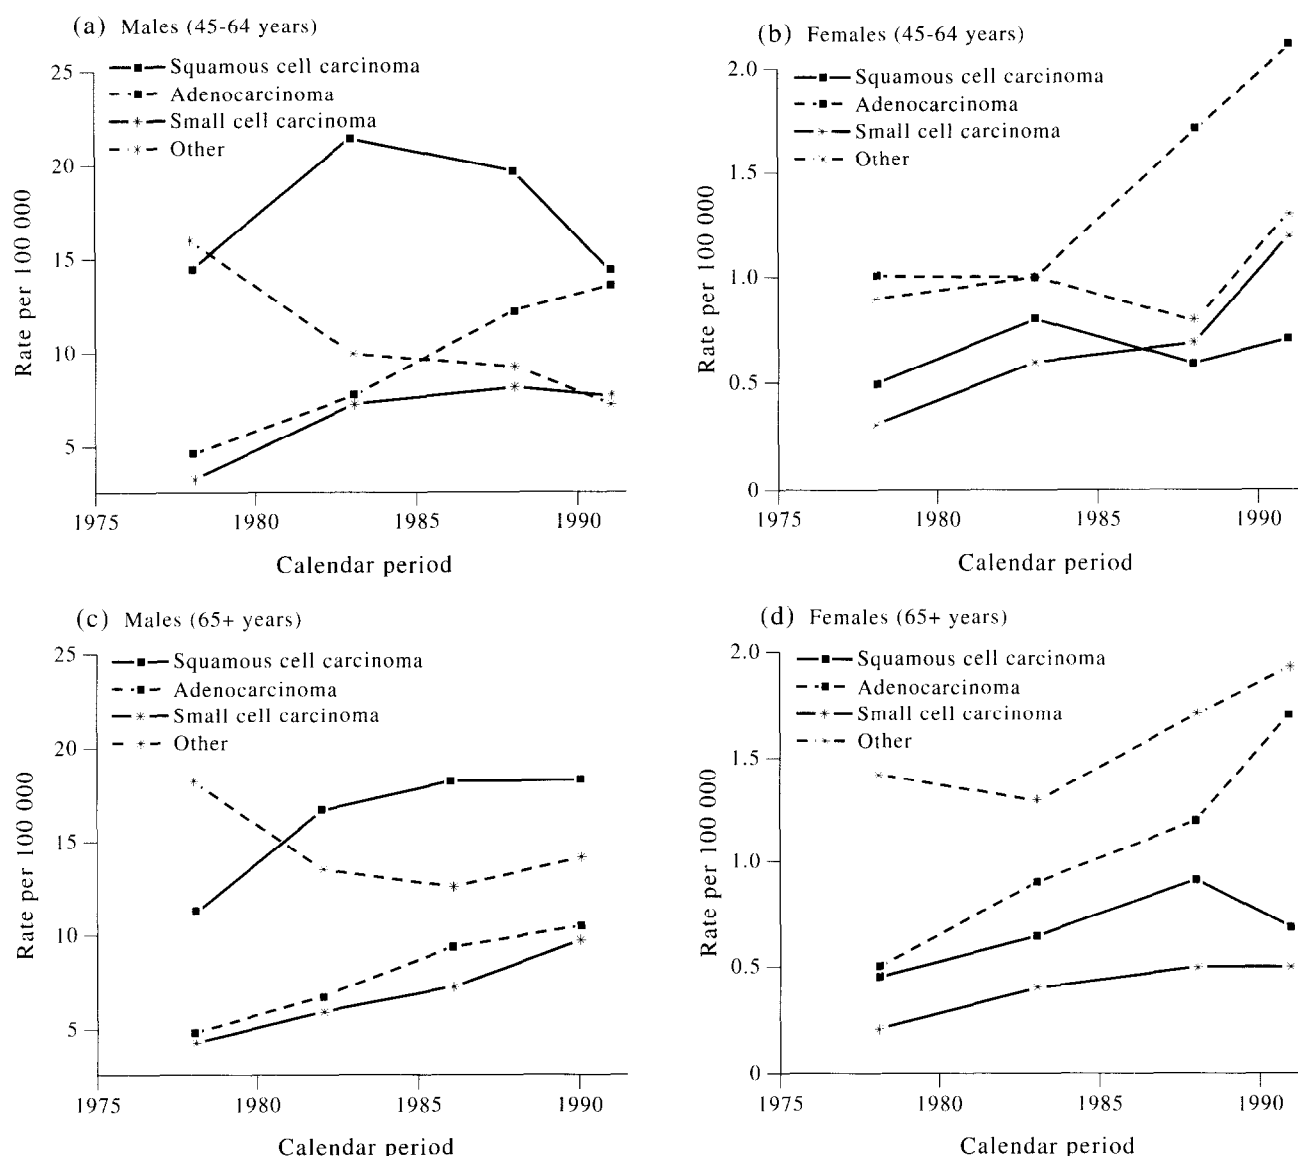 (a) Males (45-64 years)
25
20
15
10
5
Rate per 100 000
Squamous cell carcinoma
Adenocarcinoma
Small cell carcinoma
Other
1975 1980 1985 1990
Calendar period
(b) Females (45-64 years)
2.0
1.5
1.0
0.5
0
Rate per 100 000
Squamous cell carcinoma
Adenocarcinoma
Small cell carcinoma
Other
1975 1980 1985 1990
Calendar period
(c) Males (65+ years)
25
20
15
10
5
Rate per 100 000
Squamous cell carcinoma
Adenocarcinoma
Small cell carcinoma
Other
1975 1980 1985 1990
Calendar period
(d) Females (65+ years)
2.0
1.5
1.0
0.5
0
Rate per 100 000
Squamous cell carcinoma
Adenocarcinoma
Small cell carcinoma
Other
1975 1980 1985 1990
Calendar period